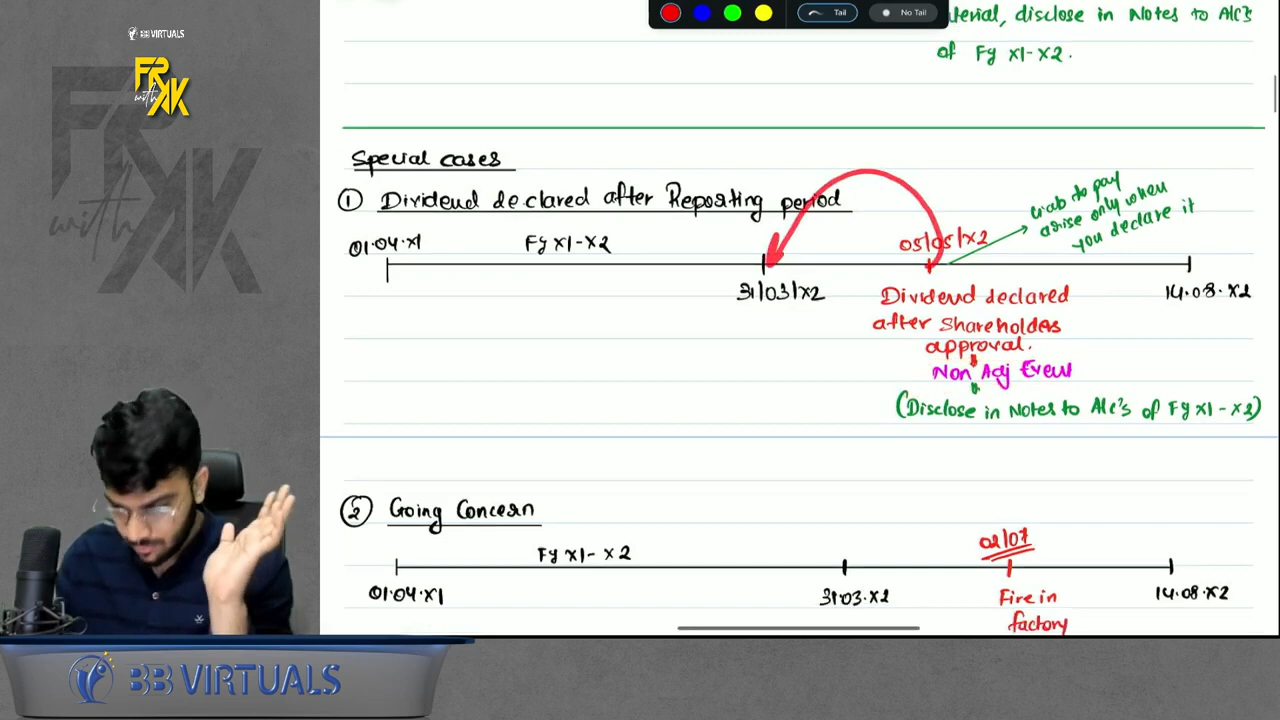 BB VIRTUALS
FR
with
AK
Tail
No Tail
terial, disclose in Notes to A/c's
of Fy X1-X2.
Special cases
① Dividend declared after Reporting period
01.04.X1
Fy X1-X2
31/03/X2
05/05/X2
14.08.X2
Liab to pay
arise only when
you declare it
Dividend declared
after Shareholders
approval.
Non Adj Event
(Disclose in Notes to A/c's of Fy X1-X2)
② Going Concern
Fy X1-X2
01.04.X1
31.03.X2
02/07
14.08.X2
Fire in
factory
BB VIRTUALS